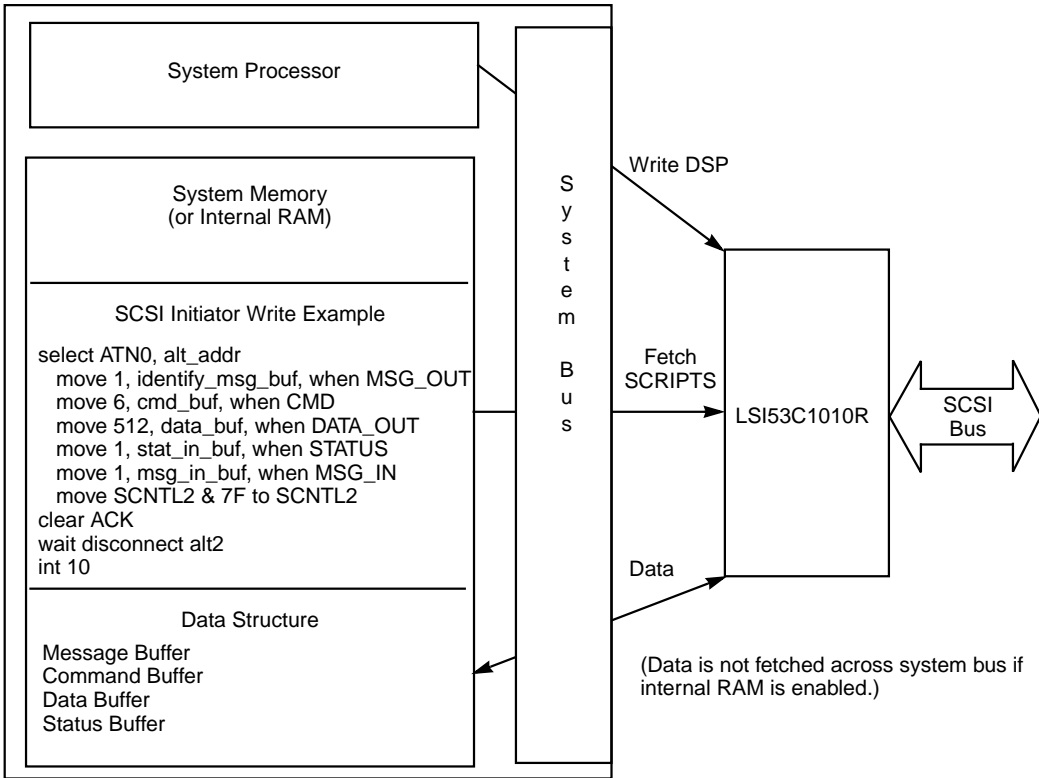 System Processor
System Memory
(or Internal RAM)
SCSI Initiator Write Example
select ATN0, alt_addr
move 1, identify_msg_buf, when MSG_OUT
move 6, cmd_buf, when CMD
move 512, data_buf, when DATA_OUT
move 1, stat_in_buf, when STATUS
move 1, msg_in_buf, when MSG_IN
move SCNTL2 & 7F to SCNTL2
clear ACK
wait disconnect alt2
int 10
Data Structure
Message Buffer
Command Buffer
Data Buffer
Status Buffer
S
y
s
t
e
m
B
u
s
Write DSP
Fetch
SCRIPTS
Data
LSI53C1010R
SCSI
Bus
(Data is not fetched across system bus if
internal RAM is enabled.)